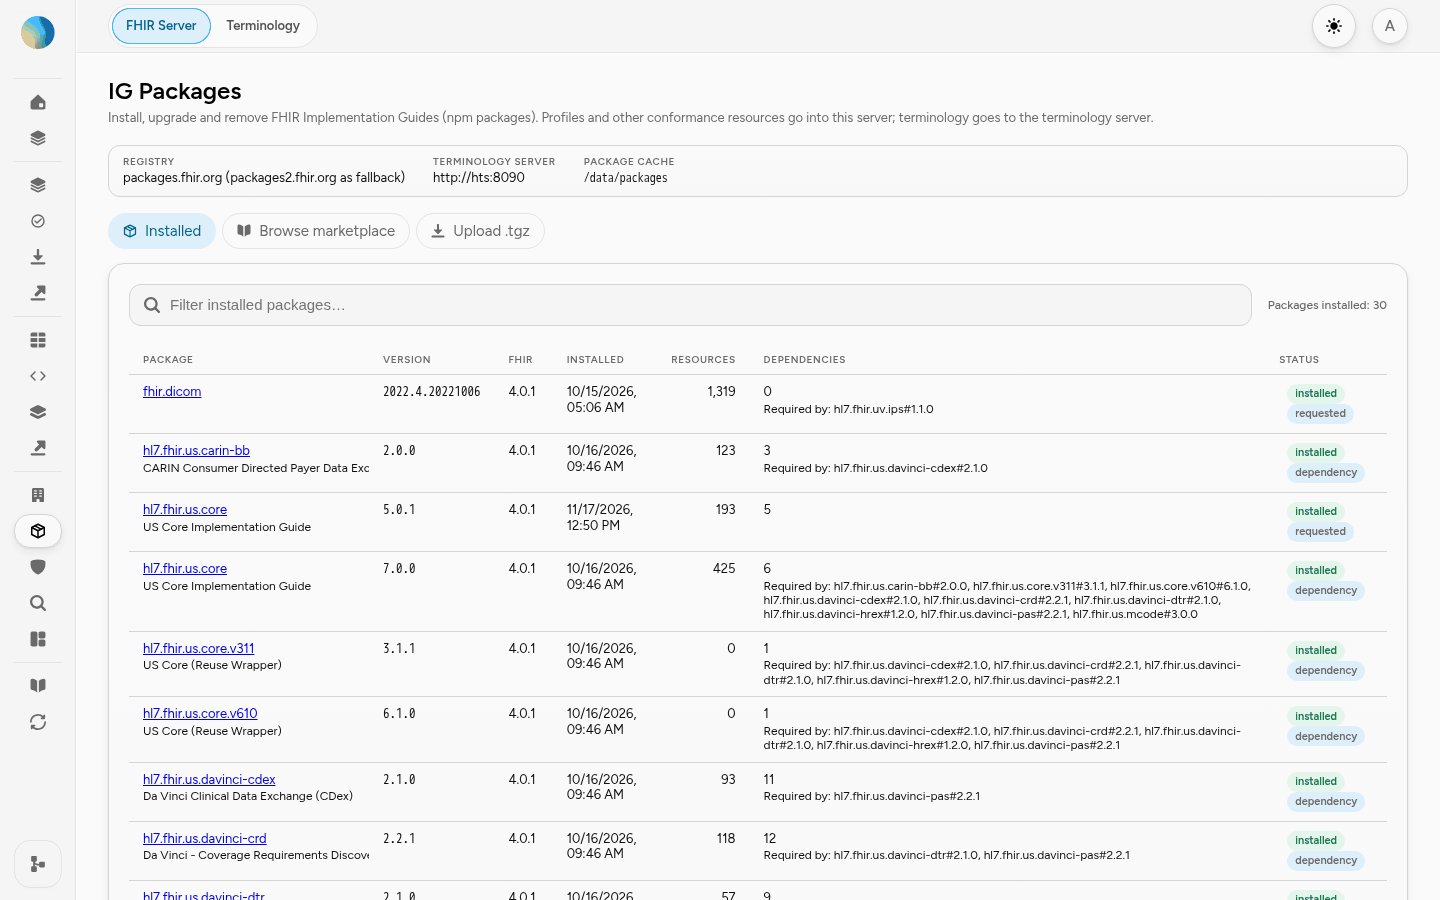 FHIR Server
Terminology
A
IG Packages
Install, upgrade and remove FHIR Implementation Guides (npm packages). Profiles and other conformance resources go into this server; terminology goes to the terminology server.
REGISTRY
packages.fhir.org (packages2.fhir.org as fallback)
TERMINOLOGY SERVER
http://hts:8090
PACKAGE CACHE
/data/packages
Installed
Browse marketplace
Upload .tgz
Filter installed packages…
Packages installed: 30
PACKAGE VERSION FHIR INSTALLED RESOURCES DEPENDENCIES STATUS
fhir.dicom 2022.4.20221006 4.0.1 10/15/2026, 1,319 0 installed
05:06 AM Required by: hl7.fhir.uv.ips#1.1.0 requested
hl7.fhir.us.carin-bb 2.0.0 4.0.1 10/16/2026, 123 3 installed
CARIN Consumer Directed Payer Data Exc 09:46 AM Required by: hl7.fhir.us.davinci-cdex#2.1.0 dependency
hl7.fhir.us.core 5.0.1 4.0.1 11/17/2026, 193 5 installed
US Core Implementation Guide 12:50 PM requested
hl7.fhir.us.core 7.0.0 4.0.1 10/16/2026, 425 6 installed
US Core Implementation Guide 09:46 AM Required by: hl7.fhir.us.carin-bb#2.0.0, hl7.fhir.us.core.v311#3.1.1, hl7.fhir.us.core.v610#6.1.0, dependency
hl7.fhir.us.davinci-cdex#2.1.0, hl7.fhir.us.davinci-crd#2.2.1, hl7.fhir.us.davinci-dtr#2.1.0,
hl7.fhir.us.davinci-hrex#1.2.0, hl7.fhir.us.davinci-pas#2.2.1, hl7.fhir.us.mcode#3.0.0
hl7.fhir.us.core.v311 3.1.1 4.0.1 10/16/2026, 0 1 installed
US Core (Reuse Wrapper) 09:46 AM Required by: hl7.fhir.us.davinci-cdex#2.1.0, hl7.fhir.us.davinci-crd#2.2.1, hl7.fhir.us.davinci- dependency
dtr#2.1.0, hl7.fhir.us.davinci-hrex#1.2.0, hl7.fhir.us.davinci-pas#2.2.1
hl7.fhir.us.core.v610 6.1.0 4.0.1 10/16/2026, 0 1 installed
US Core (Reuse Wrapper) 09:46 AM Required by: hl7.fhir.us.davinci-cdex#2.1.0, hl7.fhir.us.davinci-crd#2.2.1, hl7.fhir.us.davinci- dependency
dtr#2.1.0, hl7.fhir.us.davinci-hrex#1.2.0, hl7.fhir.us.davinci-pas#2.2.1
hl7.fhir.us.davinci-cdex 2.1.0 4.0.1 10/16/2026, 93 11 installed
Da Vinci Clinical Data Exchange (CDex) 09:46 AM Required by: hl7.fhir.us.davinci-pas#2.2.1 dependency
hl7.fhir.us.davinci-crd 2.2.1 4.0.1 10/16/2026, 118 12 installed
Da Vinci - Coverage Requirements Discove 09:46 AM Required by: hl7.fhir.us.davinci-dtr#2.1.0, hl7.fhir.us.davinci-pas#2.2.1 dependency
hl7.fhir.us.davinci-dtr 2.1.0 4.0.1 10/16/2026, 57 9 installed